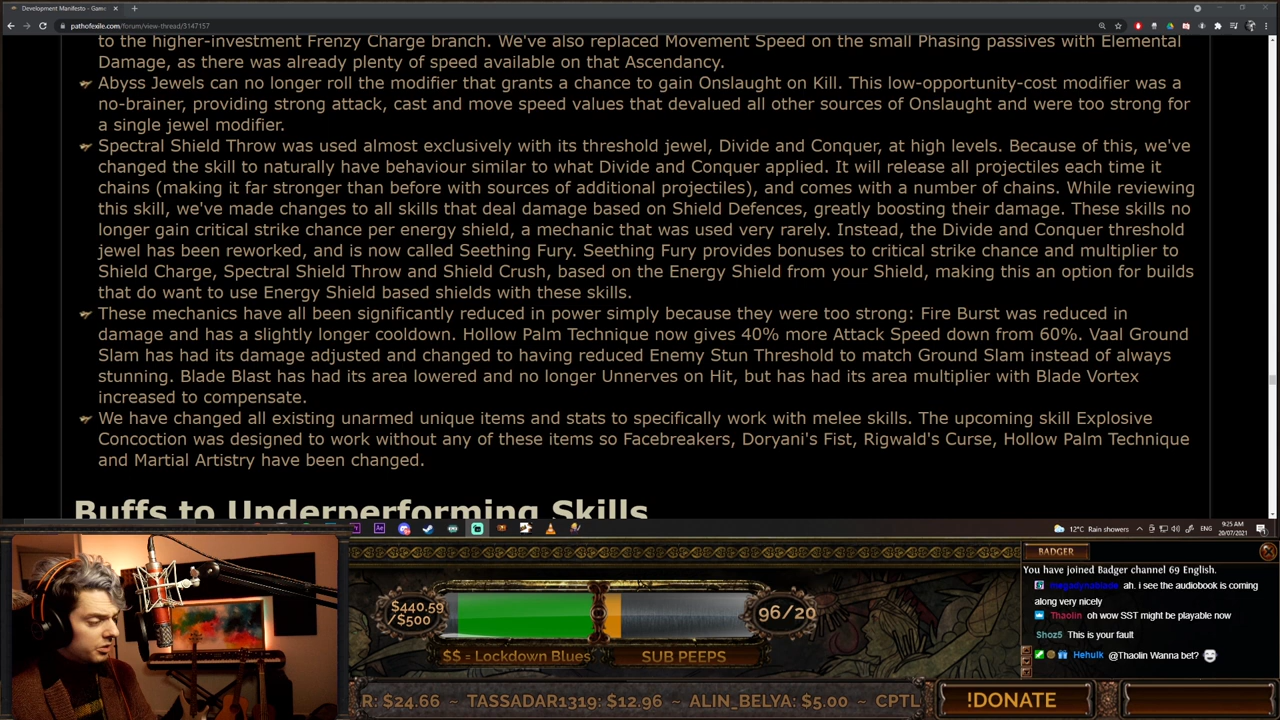 Development Manifesto - Game
pathofexile.com/forum/view-thread/3147157
to the higher-investment Frenzy Charge branch. We've also replaced Movement Speed on the small Phasing passives with Elemental
Damage, as there was already plenty of speed available on that Ascendancy.
Abyss Jewels can no longer roll the modifier that grants a chance to gain Onslaught on Kill. This low-opportunity-cost modifier was a
no-brainer, providing strong attack, cast and move speed values that devalued all other sources of Onslaught and were too strong for
a single jewel modifier.
Spectral Shield Throw was used almost exclusively with its threshold jewel, Divide and Conquer, at high levels. Because of this, we've
changed the skill to naturally have behaviour similar to what Divide and Conquer applied. It will release all projectiles each time it
chains (making it far stronger than before with sources of additional projectiles), and comes with a number of chains. While reviewing
this skill, we've made changes to all skills that deal damage based on Shield Defences, greatly boosting their damage. These skills no
longer gain critical strike chance per energy shield, a mechanic that was used very rarely. Instead, the Divide and Conquer threshold
jewel has been reworked, and is now called Seething Fury. Seething Fury provides bonuses to critical strike chance and multiplier to
Shield Charge, Spectral Shield Throw and Shield Crush, based on the Energy Shield from your Shield, making this an option for builds
that do want to use Energy Shield based shields with these skills.
These mechanics have all been significantly reduced in power simply because they were too strong: Fire Burst was reduced in
damage and has a slightly longer cooldown. Hollow Palm Technique now gives 40% more Attack Speed down from 60%. Vaal Ground
Slam has had its damage adjusted and changed to having reduced Enemy Stun Threshold to match Ground Slam instead of always
stunning. Blade Blast has had its area lowered and no longer Unnerves on Hit, but has had its area multiplier with Blade Vortex
increased to compensate.
We have changed all existing unarmed unique items and stats to specifically work with melee skills. The upcoming skill Explosive
Concoction was designed to work without any of these items so Facebreakers, Doryani's Fist, Rigwald's Curse, Hollow Palm Technique
and Martial Artistry have been changed.
Buffs to Underperforming Skills
12°C Rain showers ENG 9:25 AM
20/07/2021
BADGER
You have joined Badger channel 69 English.
ah. i see the audiobook is coming
along very nicely
Thaolin oh wow SST might be playable now
Shoz5 This is your fault
Hehulk @Thaolin Wanna bet?
$440.59
/$500
96/20
$$ = Lockdown Blues
SUB PEEPS
R: $24.66 ~ TASSADAR1319: $12.96 ~ ALIN_BELYA: $5.00 ~ CPTL
!DONATE